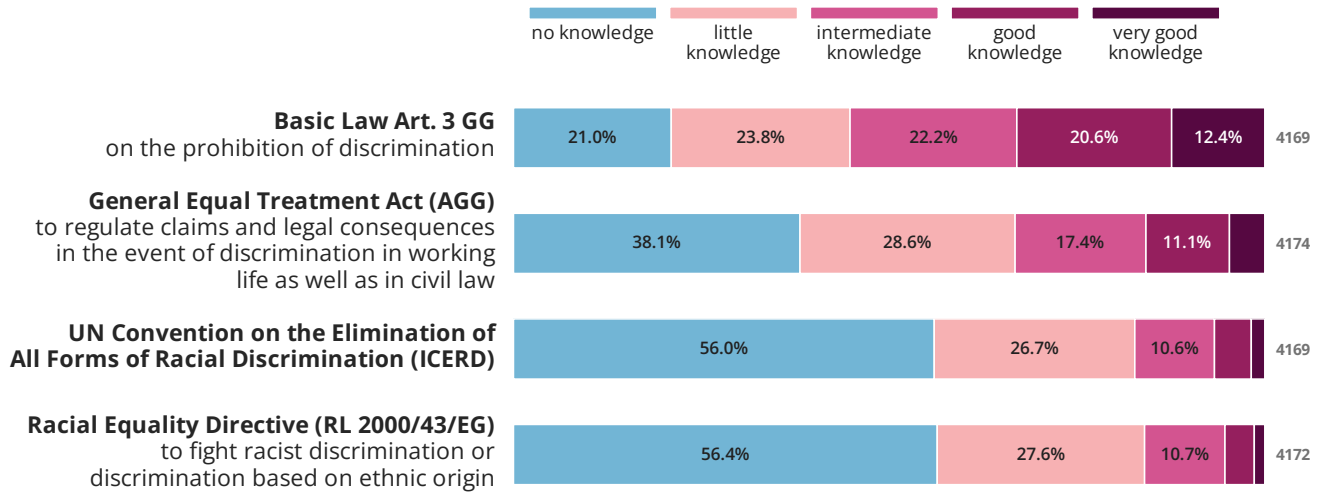 no knowledge
little
knowledge
intermediate
knowledge
good
knowledge
very good
knowledge
Basic Law Art. 3 GG
on the prohibition of discrimination
21.0% 23.8% 22.2% 20.6% 12.4% 4169
General Equal Treatment Act (AGG)
to regulate claims and legal consequences
in the event of discrimination in working
life as well as in civil law
38.1% 28.6% 17.4% 11.1% 4174
UN Convention on the Elimination of
All Forms of Racial Discrimination (ICERD)
56.0% 26.7% 10.6% 4169
Racial Equality Directive (RL 2000/43/EG)
to fight racist discrimination or
discrimination based on ethnic origin
56.4% 27.6% 10.7% 4172